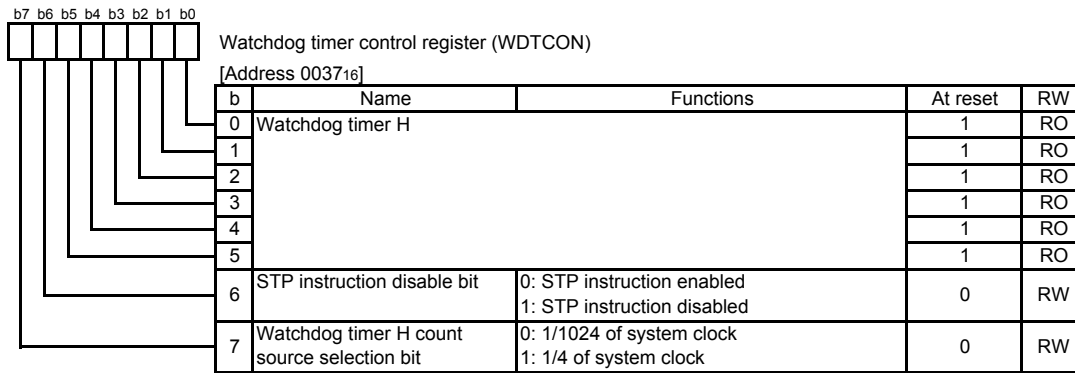 b7 b6 b5 b4 b3 b2 b1 b0
Watchdog timer control register (WDTCON)
[Address 003716]
b Name Functions At reset RW
0 Watchdog timer H 1 RO
1 1 RO
2 1 RO
3 1 RO
4 1 RO
5 1 RO
6 STP instruction disable bit 0: STP instruction enabled 0 RW
1: STP instruction disabled
7 Watchdog timer H count 0: 1/1024 of system clock 0 RW
source selection bit 1: 1/4 of system clock